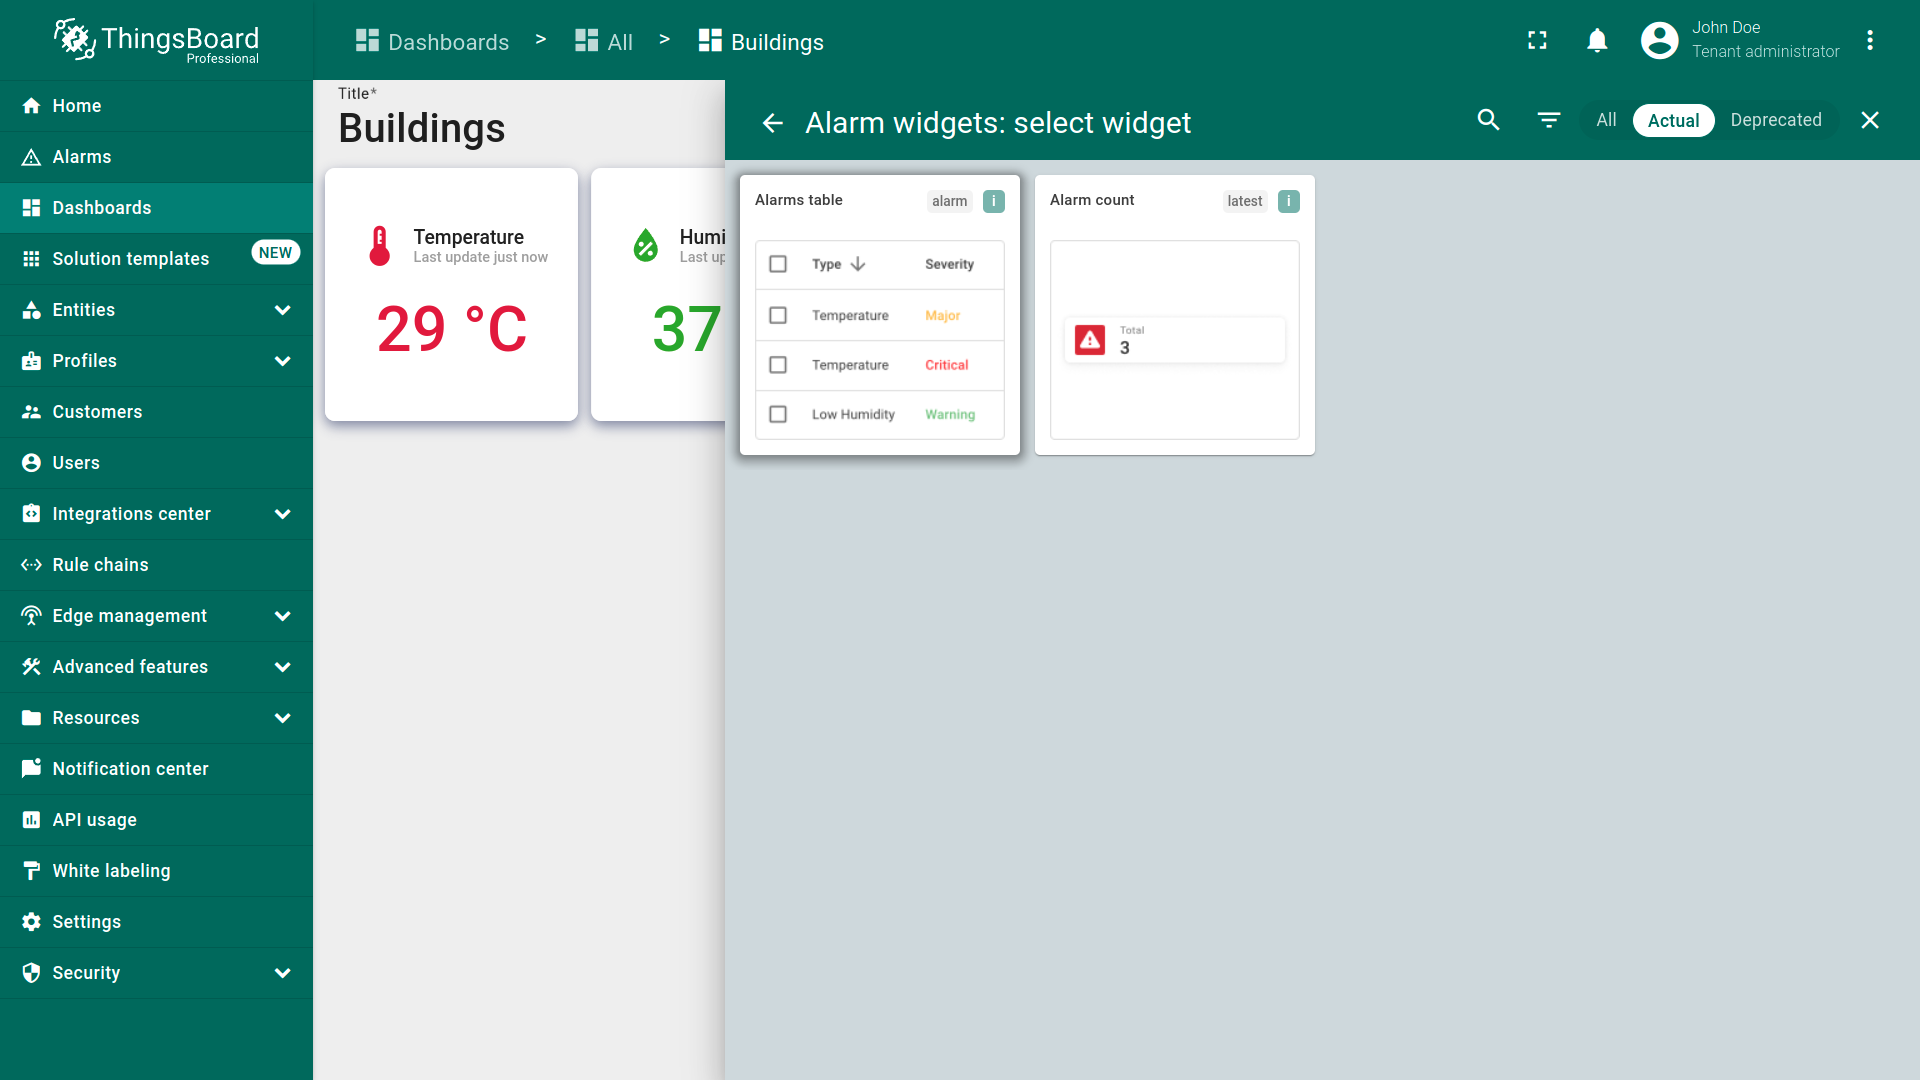 ThingsBoard
Professional
Dashboards > All > Buildings
John Doe
Tenant administrator
Home
Alarms
Dashboards
Solution templates NEW
Entities
Profiles
Customers
Users
Integrations center
Rule chains
Edge management
Advanced features
Resources
Notification center
API usage
White labeling
Settings
Security
Title*
Buildings
Temperature
Last update just now
29 °C
Humi
Last up
37
Alarm widgets: select widget
All Actual Deprecated
Alarms table alarm i
Type Severity
Temperature Major
Temperature Critical
Low Humidity Warning
Alarm count latest i
Total
3